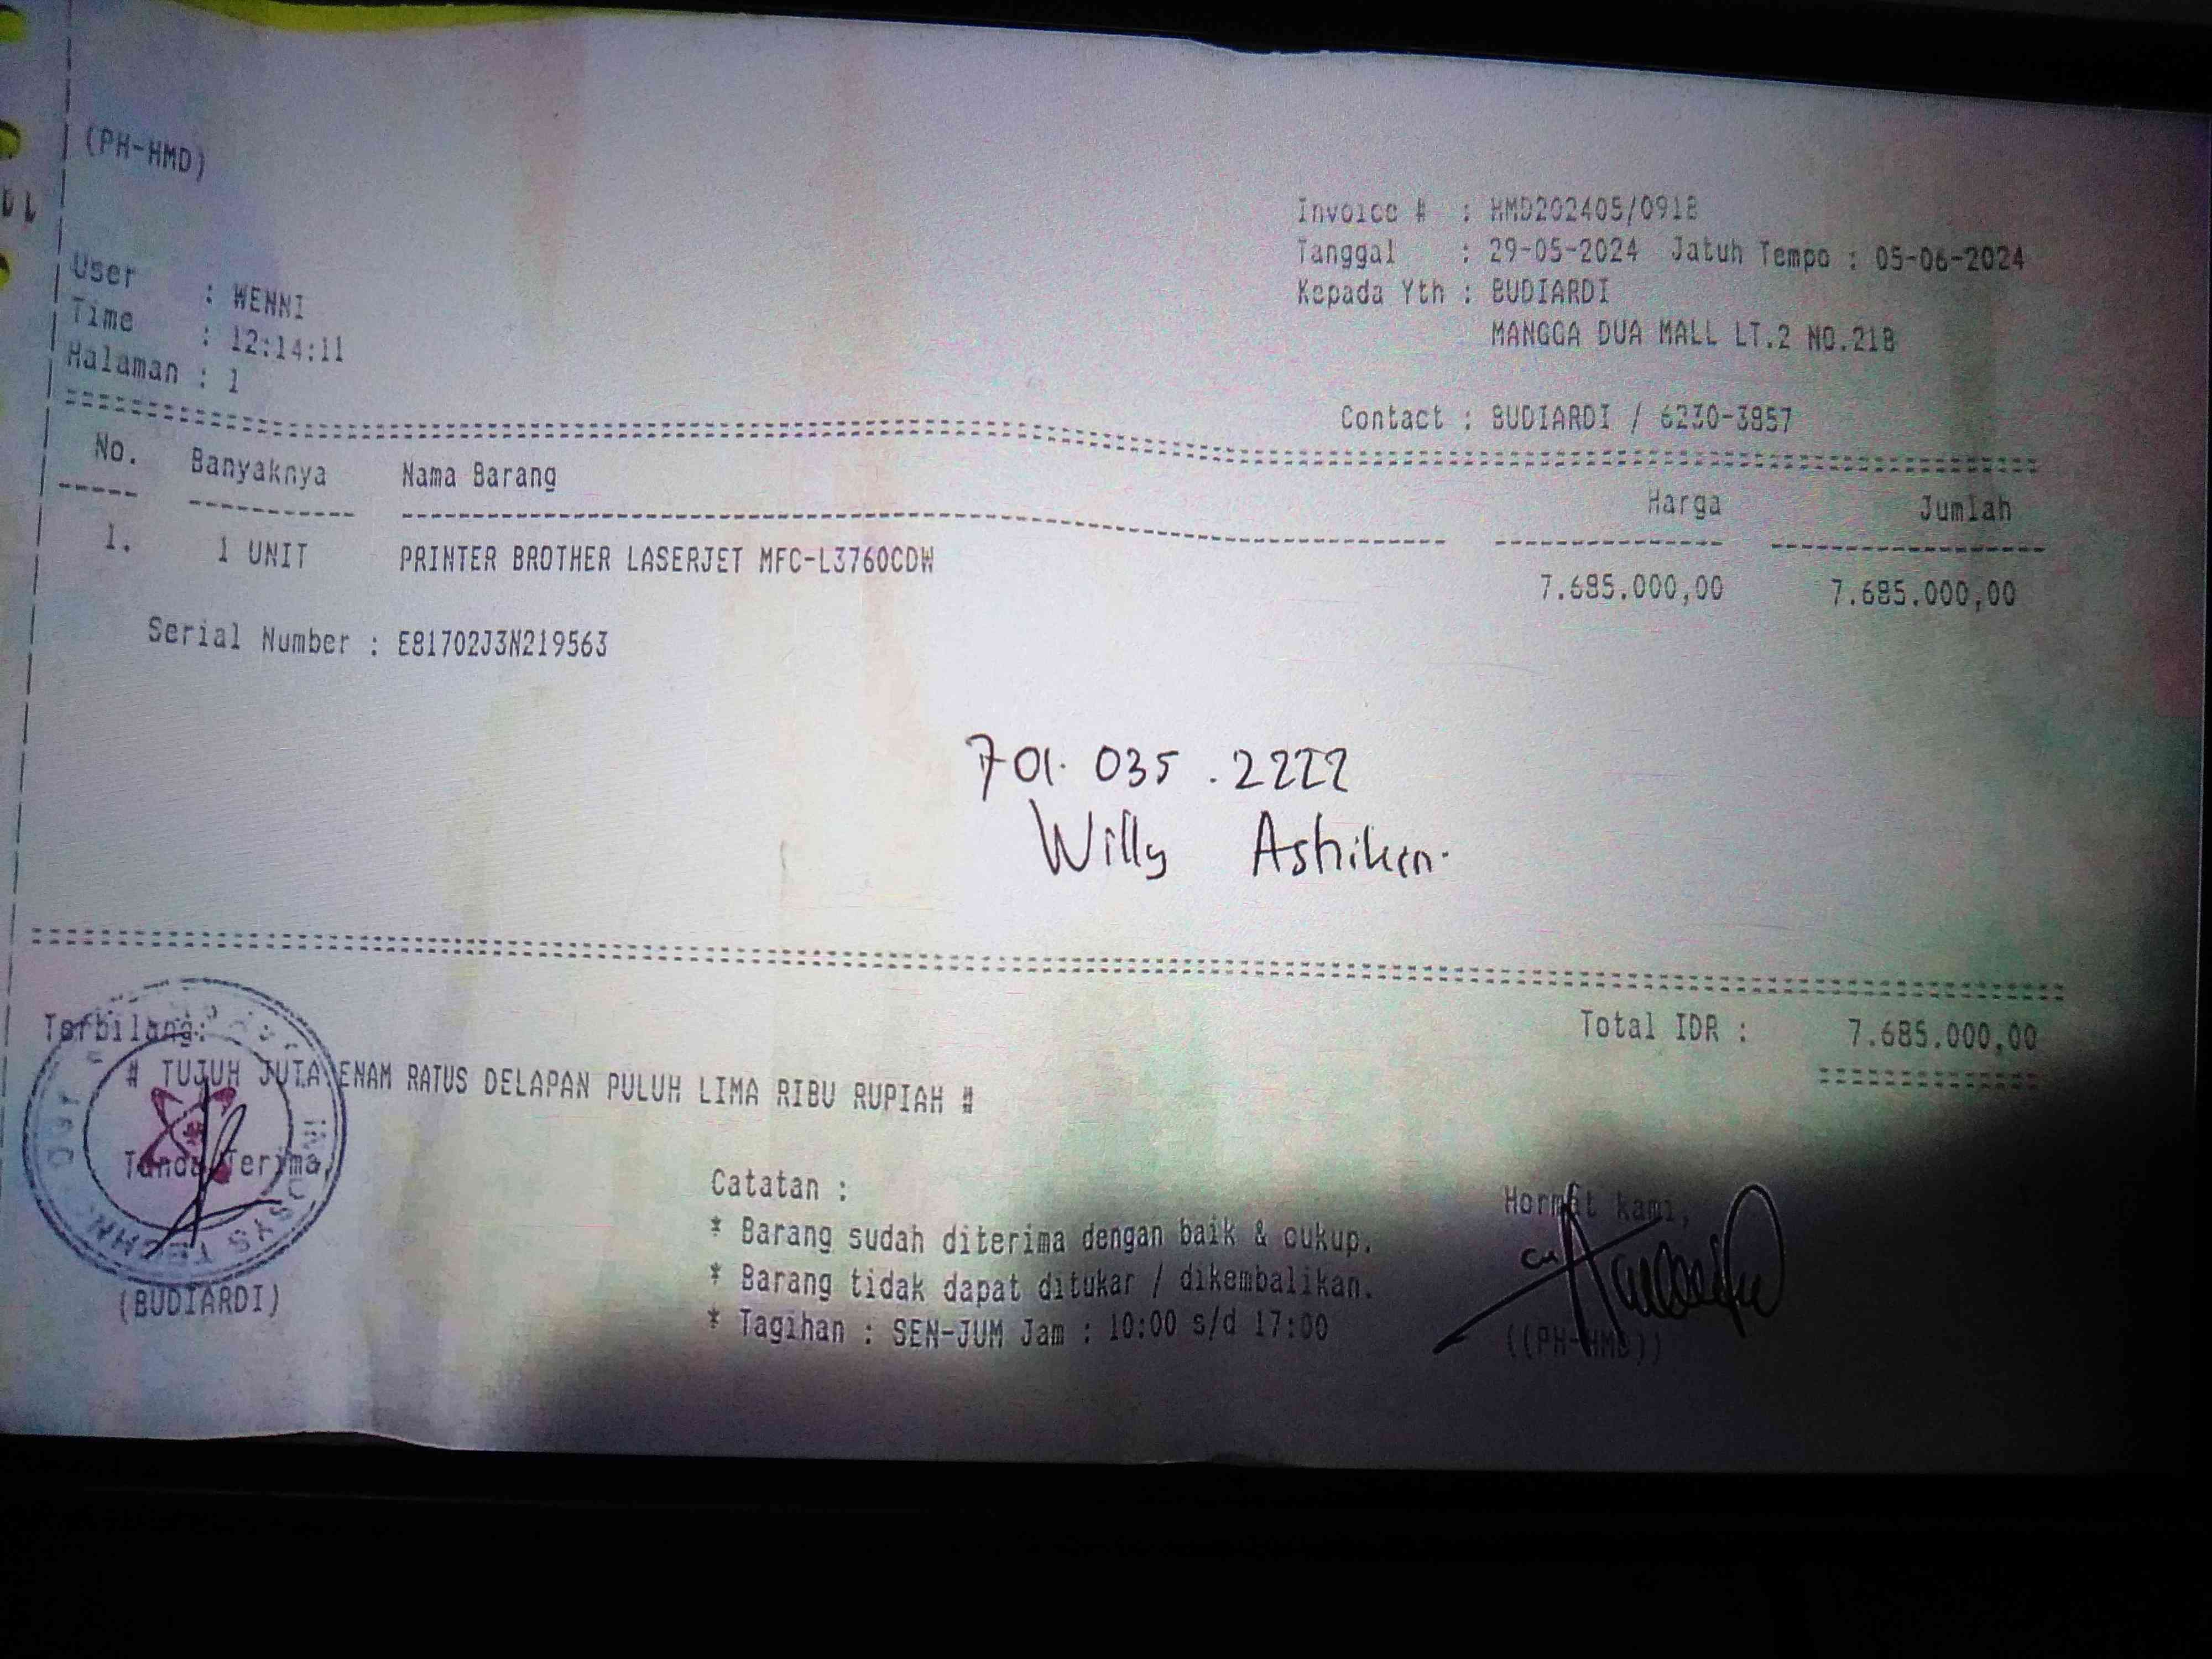 (PH-HMD)
Invoice # : HMD202405/0918
Tanggal : 29-05-2024 Jatuh Tempo : 05-06-2024
Kepada Yth : BUDIARDI
MANGGA DUA MALL LT.2 NO.21B
User : WENNI
Time : 12:14:11
Halaman : 1
Contact : BUDIARDI / 6230-3857
No. Banyaknya Nama Barang Harga Jumlah
1. 1 UNIT PRINTER BROTHER LASERJET MFC-L3760CDW 7.685.000,00 7.685.000,00
Serial Number : E81702J3N219563
701. 035 . 2222
Willy
Total IDR : 7.685.000,00
Terbilang:
# TUJUH JUTA ENAM RATUS DELAPAN PULUH LIMA RIBU RUPIAH #
Tanda Terima,
(BUDIARDI)
Catatan :
* Barang sudah diterima dengan baik & cukup.
* Barang tidak dapat ditukar / dikembalikan.
* Tagihan : SEN-JUM Jam : 10:00 s/d 17:00
Hormat kami,
((PH-HMD))